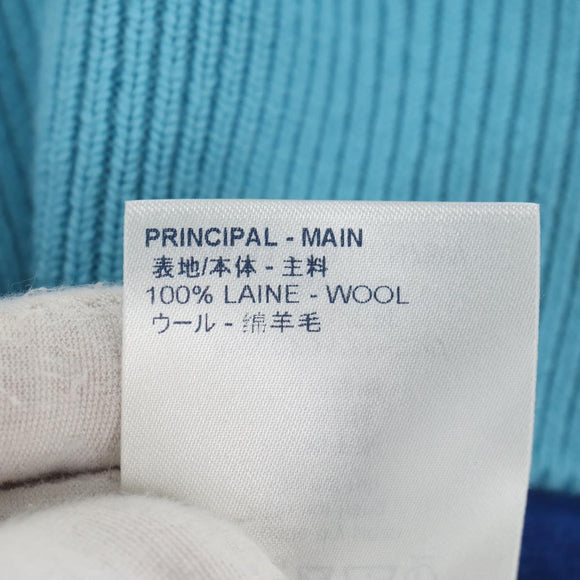 PRINCIPAL - MAIN
表地/本体 - 主料
100% LAINE - WOOL
ウール - 绵羊毛